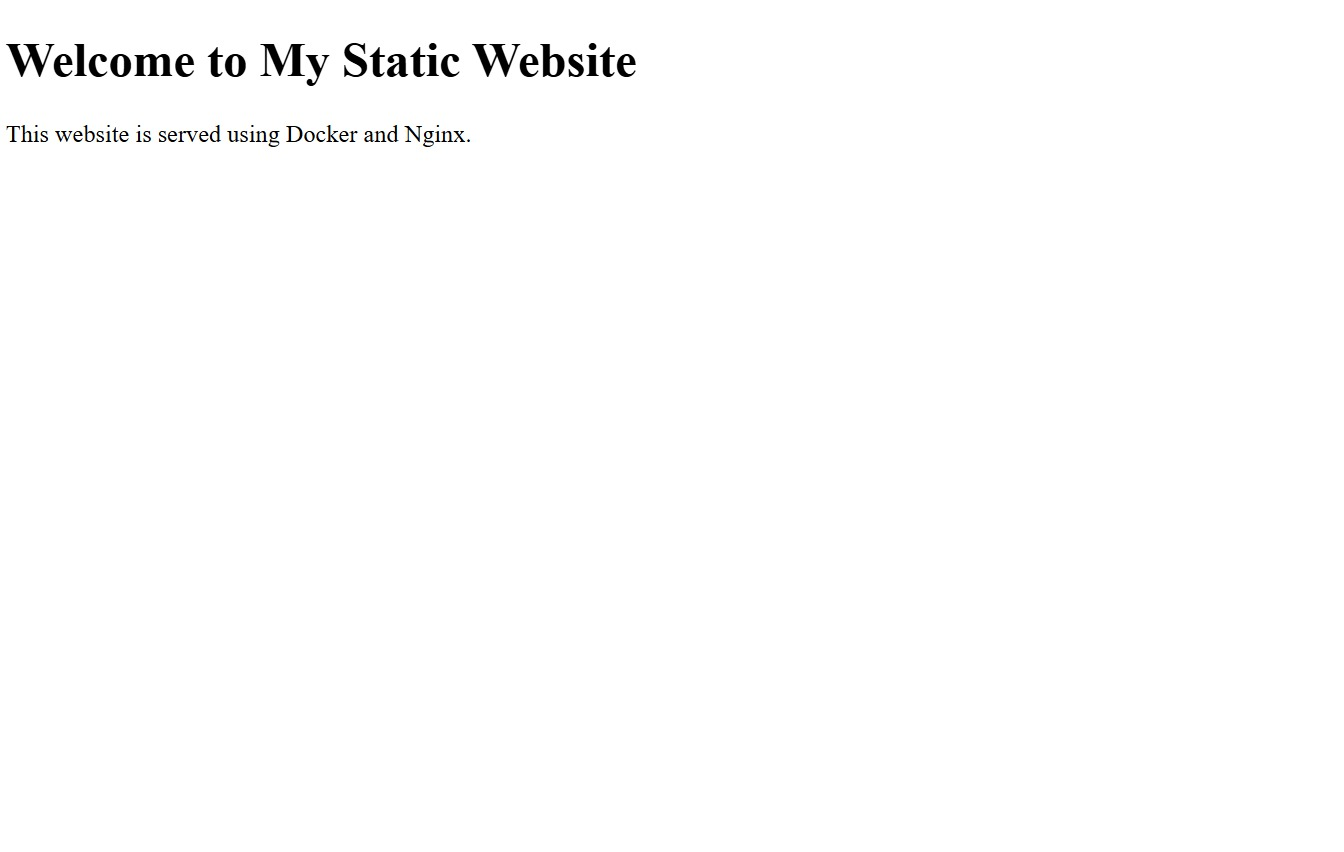 Welcome to My Static Website
This website is served using Docker and Nginx.